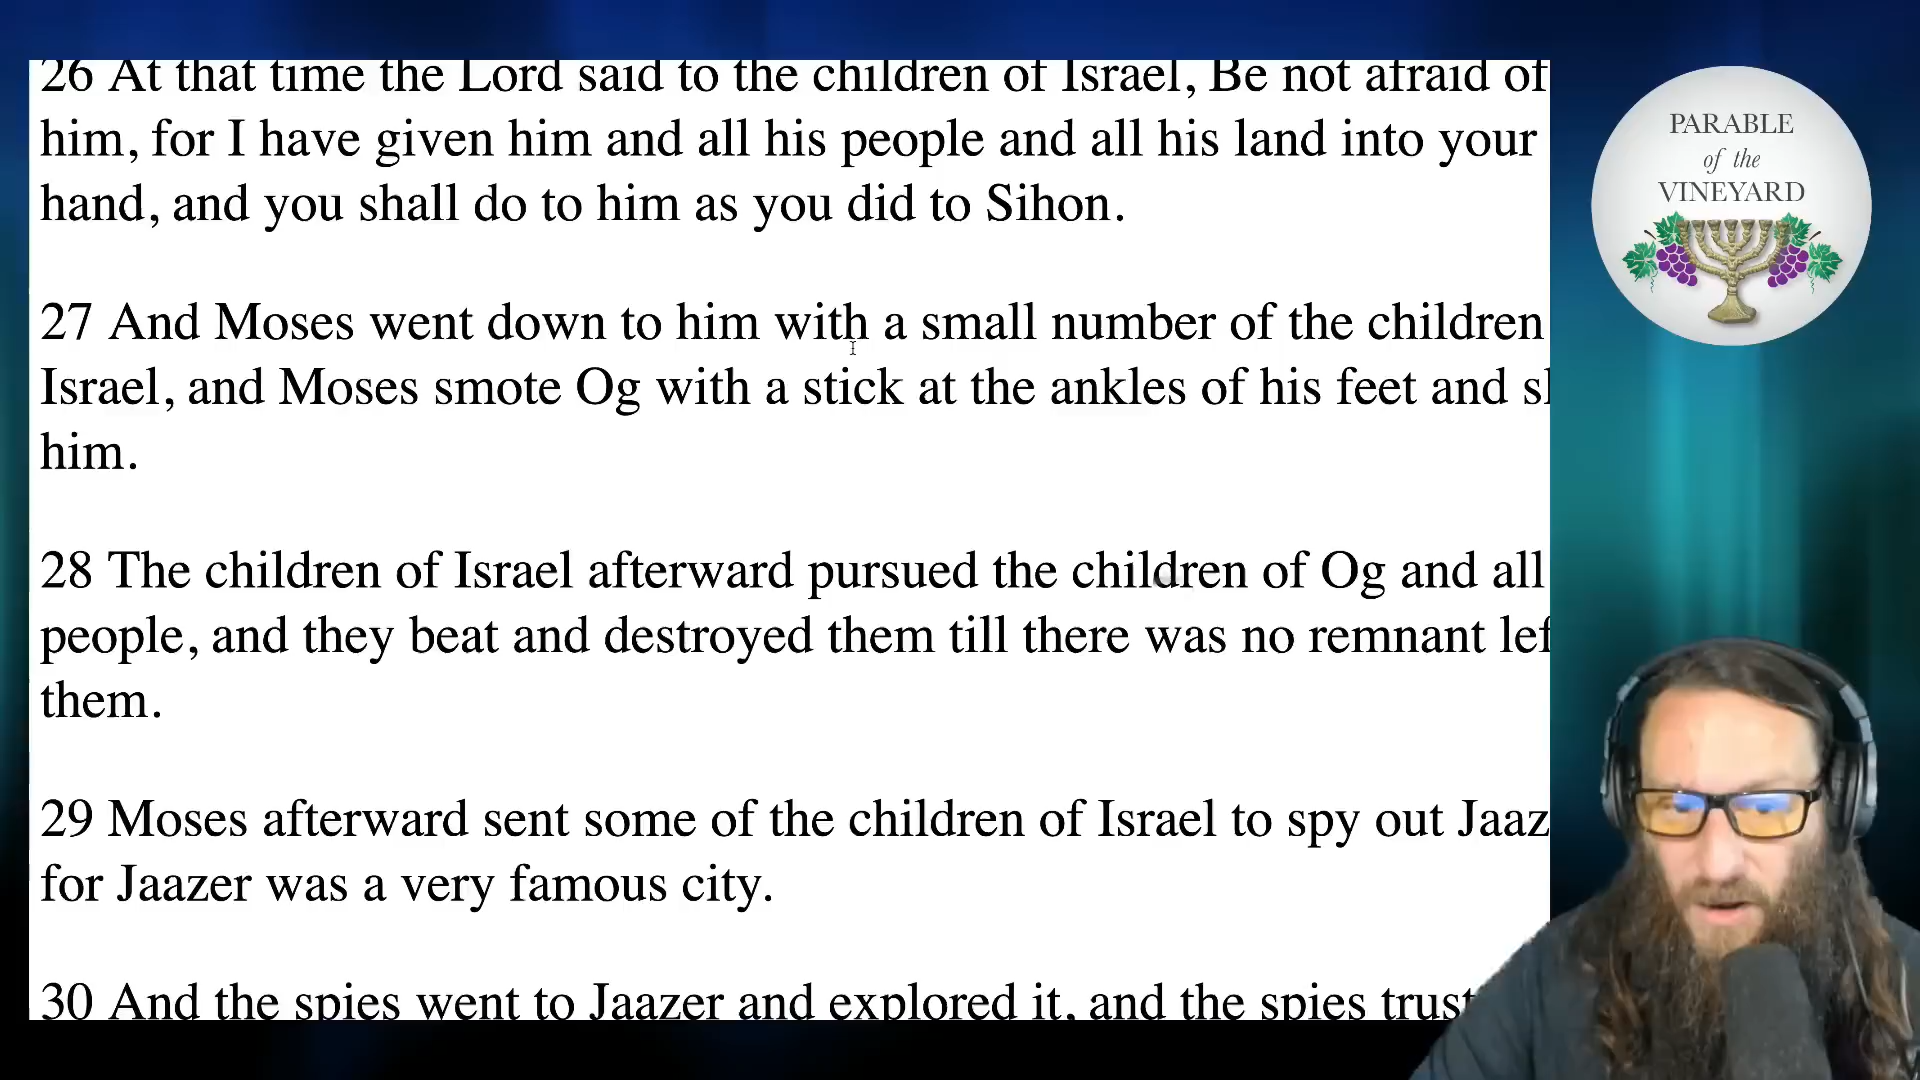 26 At that time the Lord said to the children of Israel, Be not afraid of
him, for I have given him and all his people and all his land into your
hand, and you shall do to him as you did to Sihon.
27 And Moses went down to him with a small number of the children
Israel, and Moses smote Og with a stick at the ankles of his feet and
him.
28 The children of Israel afterward pursued the children of Og and all
people, and they beat and destroyed them till there was no remnant
them.
29 Moses afterward sent some of the children of Israel to spy out
for Jaazer was a very famous city.
30 And the spies went to Jaazer and explored it, and the spies
PARABLE
of the
VINEYARD